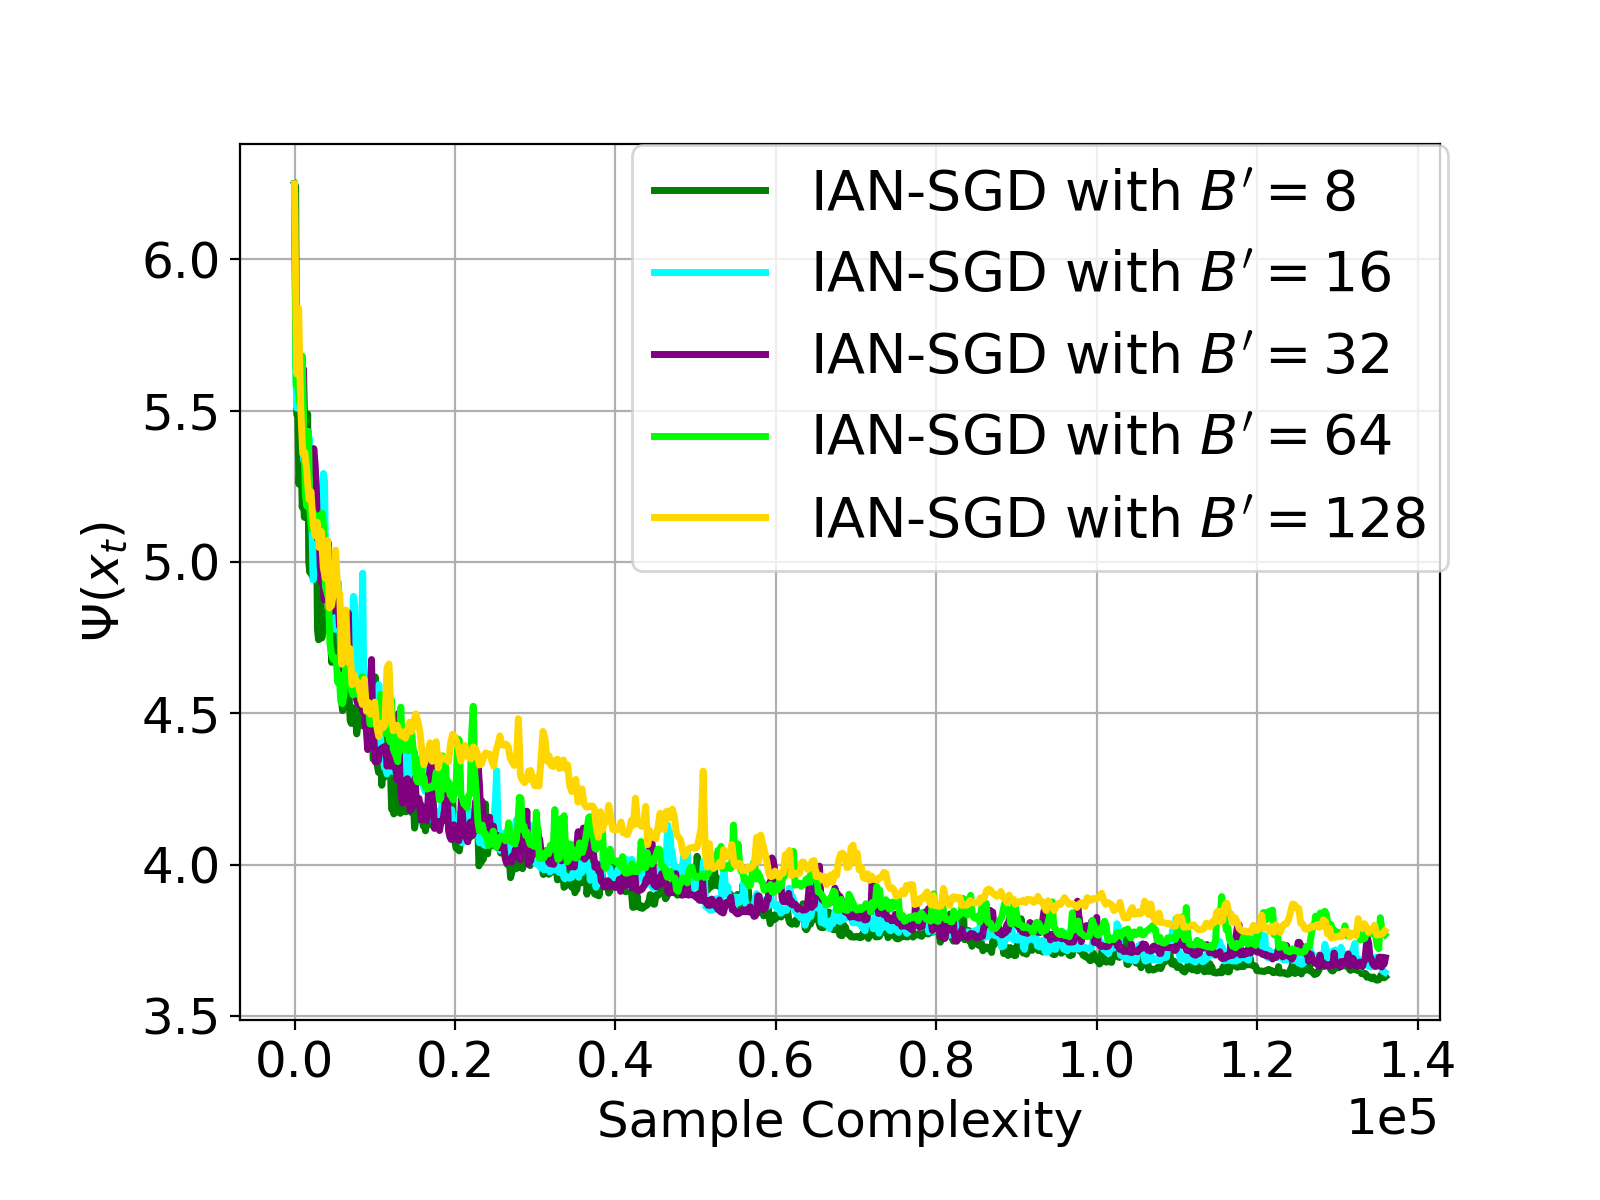 IAN-SGD with B′ = 8
IAN-SGD with B′ = 16
IAN-SGD with B′ = 32
IAN-SGD with B′ = 64
IAN-SGD with B′ = 128
6.0
5.5
5.0
4.5
4.0
3.5
Ψ(xₜ)
0.0 0.2 0.4 0.6 0.8 1.0 1.2 1.4
1e5
Sample Complexity